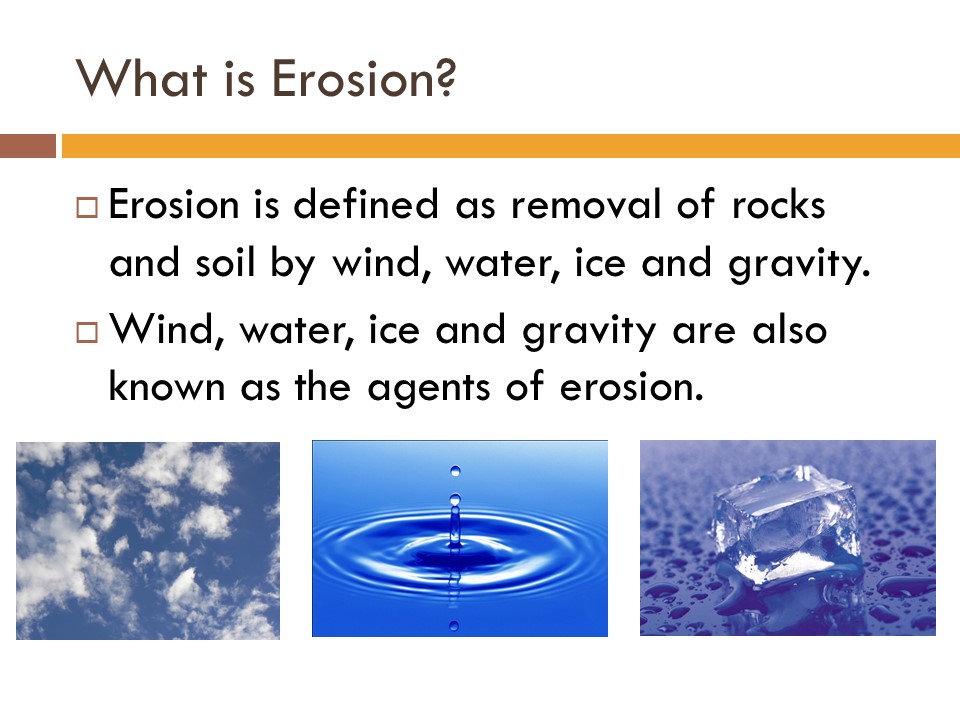 What is Erosion?
Erosion is defined as removal of rocks
and soil by wind, water, ice and gravity.
Wind, water, ice and gravity are also
known as the agents of erosion.